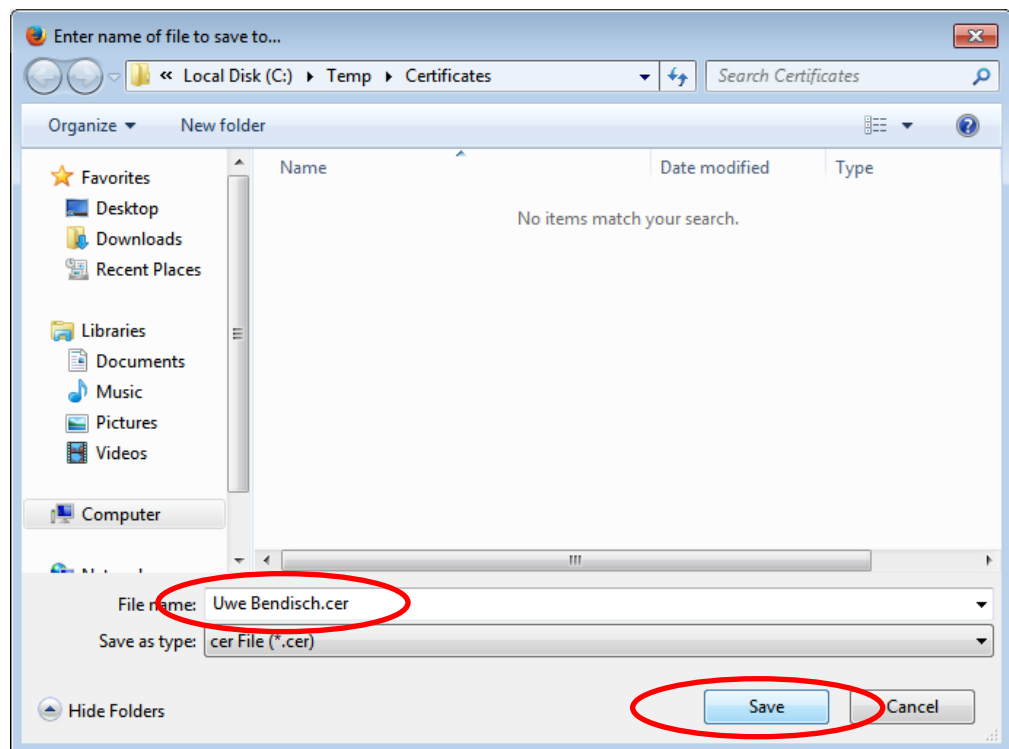 Enter name of file to save to...
« Local Disk (C:) Temp Certificates
Search Certificates
Organize New folder
Name Date modified Type
No items match your search.
Favorites
Desktop
Downloads
Recent Places
Libraries
Documents
Music
Pictures
Videos
Computer
File name: Uwe Bendisch.cer
Save as type: cer File (*.cer)
Hide Folders
Save
Cancel